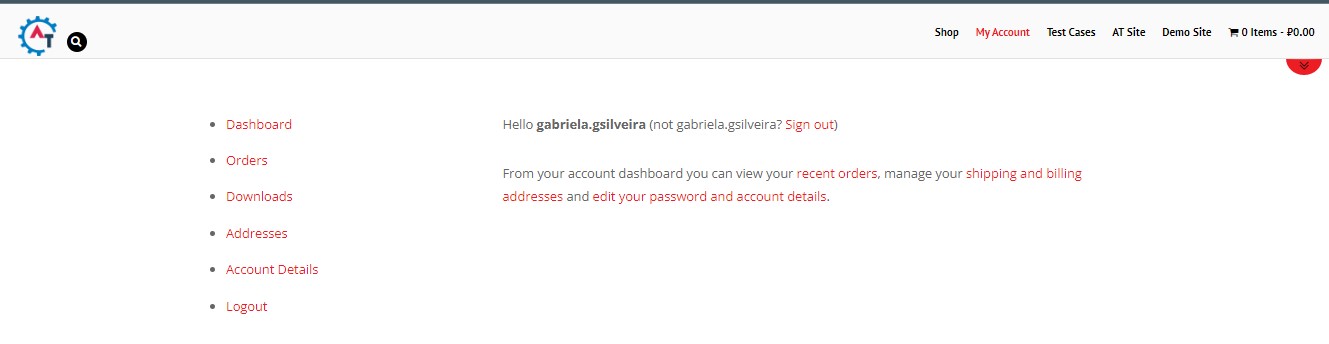 AT
Shop My Account Test Cases AT Site Demo Site 0 Items - ₽0.00
Dashboard
Orders
Downloads
Addresses
Account Details
Logout
Hello gabriela.gsilveira (not gabriela.gsilveira? Sign out)
From your account dashboard you can view your recent orders, manage your shipping and billing
addresses and edit your password and account details.